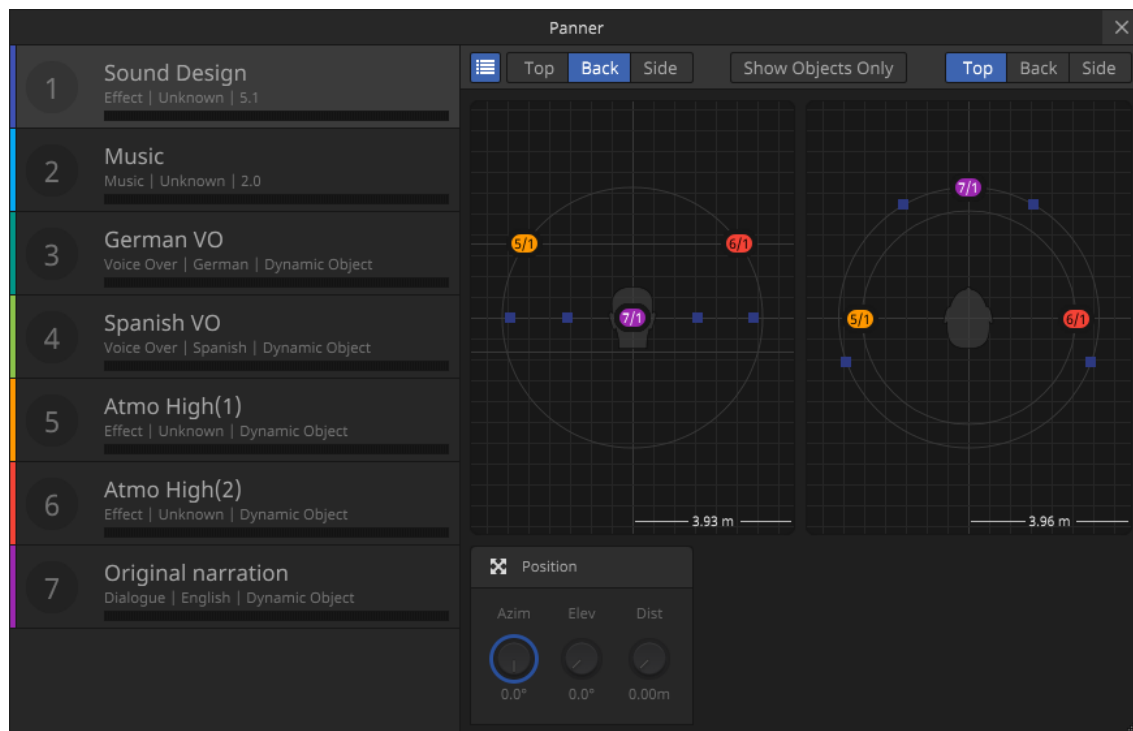 Panner
1
Sound Design
Effect | Unknown | 5.1
2
Music
Music | Unknown | 2.0
3
German VO
Voice Over | German | Dynamic Object
4
Spanish VO
Voice Over | Spanish | Dynamic Object
5
Atmo High(1)
Effect | Unknown | Dynamic Object
6
Atmo High(2)
Effect | Unknown | Dynamic Object
7
Original narration
Dialogue | English | Dynamic Object
Top Back Side
Show Objects Only
Top Back Side
5/1 6/1
7/1
3.93 m
7/1
5/1 6/1
3.96 m
Position
Azim Elev Dist
0.0° 0.0° 0.00m